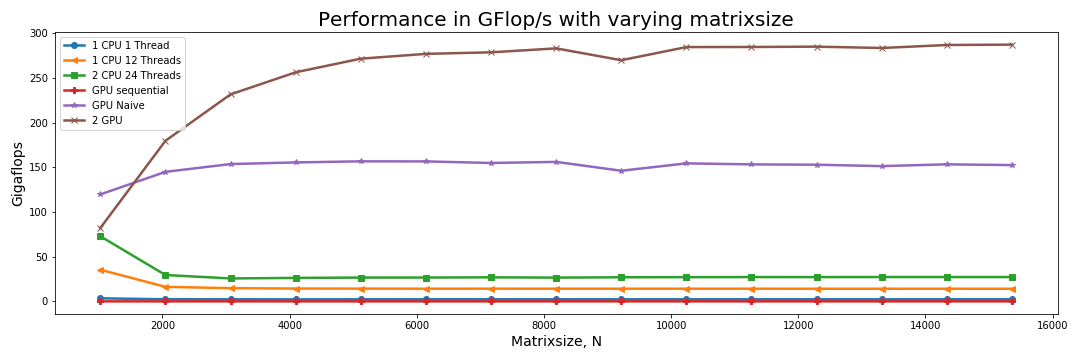 Performance in GFlop/s with varying matrixsize
300
250
200
150
100
50
0
Gigaflops
1 CPU 1 Thread
1 CPU 12 Threads
2 CPU 24 Threads
GPU sequential
GPU Naive
2 GPU
2000 4000 6000 8000 10000 12000 14000 16000
Matrixsize, N